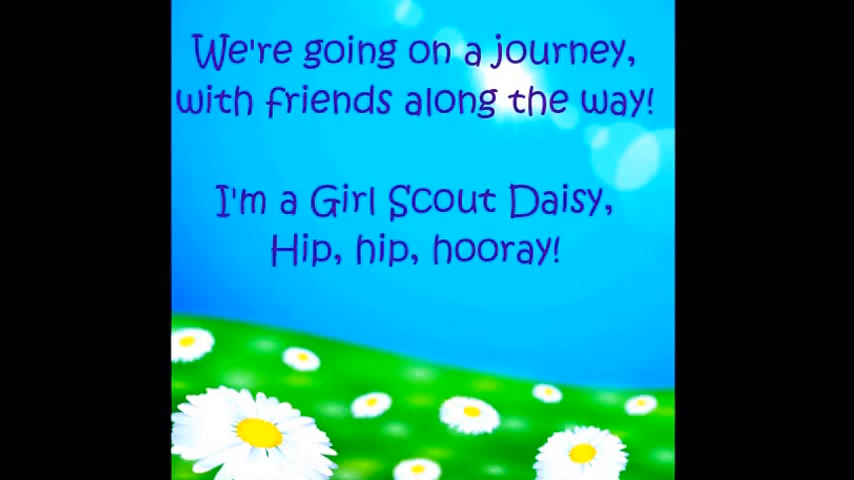 We're going on a journey,
with friends along the way!
I'm a Girl Scout Daisy,
Hip, hip, hooray!